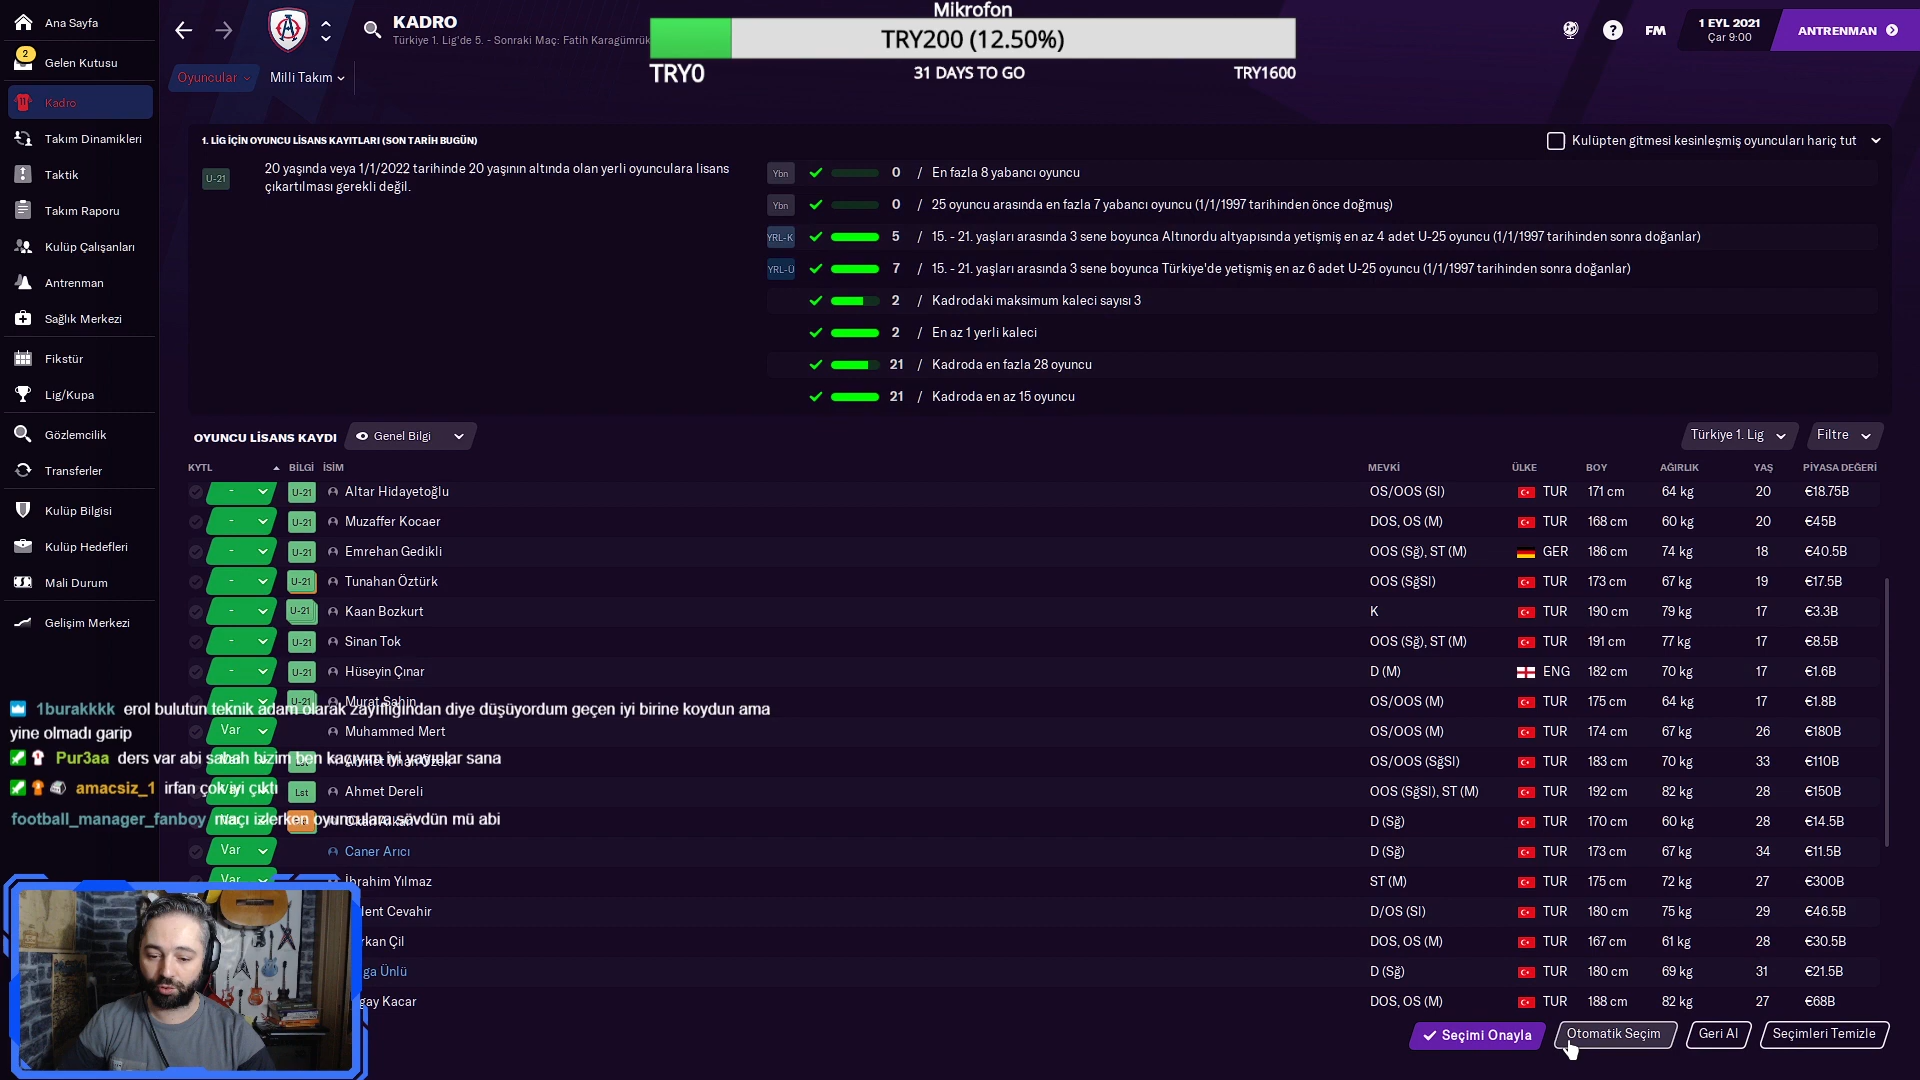 Ana Sayfa
2
Gelen Kutusu
Kadro
Takım Dinamikleri
Taktik
Takım Raporu
Kulüp Çalışanları
Antrenman
Sağlık Merkezi
Fikstür
Lig/Kupa
Gözlemcilik
Transferler
Kulüp Bilgisi
Kulüp Hedefleri
Mali Durum
Gelişim Merkezi
KADRO
Türkiye 1. Lig'de 5. - Sonraki Maç: Fatih Karagümrük
Oyuncular
Milli Takım
Mikrofon
TRY200 (12.50%)
TRY0
31 DAYS TO GO
TRY1600
FM
1 EYL 2021
Çar 9:00
ANTRENMAN
1. LİG İÇİN OYUNCU LİSANS KAYITLARI (SON TARİH BUGÜN)
Kulüpten gitmesi kesinleşmiş oyuncuları hariç tut
U-21
20 yaşında veya 1/1/2022 tarihinde 20 yaşının altında olan yerli oyunculara lisans
çıkartılması gerekli değil.
Ybn 0 / En fazla 8 yabancı oyuncu
Ybn 0 / 25 oyuncu arasında en fazla 7 yabancı oyuncu (1/1/1997 tarihinden önce doğmuş)
YRL-K 5 / 15. - 21. yaşları arasında 3 sene boyunca Altınordu altyapısında yetişmiş en az 4 adet U-25 oyuncu (1/1/1997 tarihinden sonra doğanlar)
YRL-Ü 7 / 15. - 21. yaşları arasında 3 sene boyunca Türkiye'de yetişmiş en az 6 adet U-25 oyuncu (1/1/1997 tarihinden sonra doğanlar)
2 / Kadrodaki maksimum kaleci sayısı 3
2 / En az 1 yerli kaleci
21 / Kadroda en fazla 28 oyuncu
21 / Kadroda en az 15 oyuncu
OYUNCU LİSANS KAYDI
Genel Bilgi
Türkiye 1. Lig
Filtre
KYTL BİLGİ İSİM MEVKİ ÜLKE BOY AĞIRLIK YAŞ PİYASA DEĞERİ
- U-21 Altar Hidayetoğlu OS/OOS (Sl) TUR 171 cm 64 kg 20 €18.75B
- U-21 Muzaffer Kocaer DOS, OS (M) TUR 168 cm 60 kg 20 €45B
- U-21 Emrehan Gedikli OOS (Sğ), ST (M) GER 186 cm 74 kg 18 €40.5B
- U-21 Tunahan Öztürk OOS (SğSl) TUR 173 cm 67 kg 19 €17.5B
- U-21 Kaan Bozkurt K TUR 190 cm 79 kg 17 €3.3B
- U-21 Sinan Tok OOS (Sğ), ST (M) TUR 191 cm 77 kg 17 €8.5B
- U-21 Hüseyin Çınar D (M) ENG 182 cm 70 kg 17 €1.6B
- U-21 Murat Şahin OS/OOS (M) TUR 175 cm 64 kg 17 €1.8B
Var Muhammed Mert OS/OOS (M) TUR 174 cm 67 kg 26 €180B
OS/OOS (SğSl) TUR 183 cm 70 kg 33 €110B
Lst Ahmet Dereli OOS (SğSl), ST (M) TUR 192 cm 82 kg 28 €150B
D (Sğ) TUR 170 cm 60 kg 28 €14.5B
Var Caner Arıcı D (Sğ) TUR 173 cm 67 kg 34 €11.5B
Var İbrahim Yılmaz ST (M) TUR 175 cm 72 kg 27 €300B
Cevahir D/OS (Sl) TUR 180 cm 75 kg 29 €46.5B
Çil DOS, OS (M) TUR 167 cm 61 kg 28 €30.5B
Ünlü D (Sğ) TUR 180 cm 69 kg 31 €21.5B
Kacar DOS, OS (M) TUR 188 cm 82 kg 27 €68B
1burakkkk erol bulutun teknik adam olarak zayıflığından diye düşüyordum geçen iyi birine koydun ama
yine olmadı garip
Pur3aa ders var abi sabah bizim ben kaçıyım iyi yayınlar sana
amacsiz_1 irfan çok iyi çıktı
football_manager_fanboy maçı izlerken oyunculara sövdün mü abi
Seçimi Onayla
Otomatik Seçim
Geri Al
Seçimleri Temizle